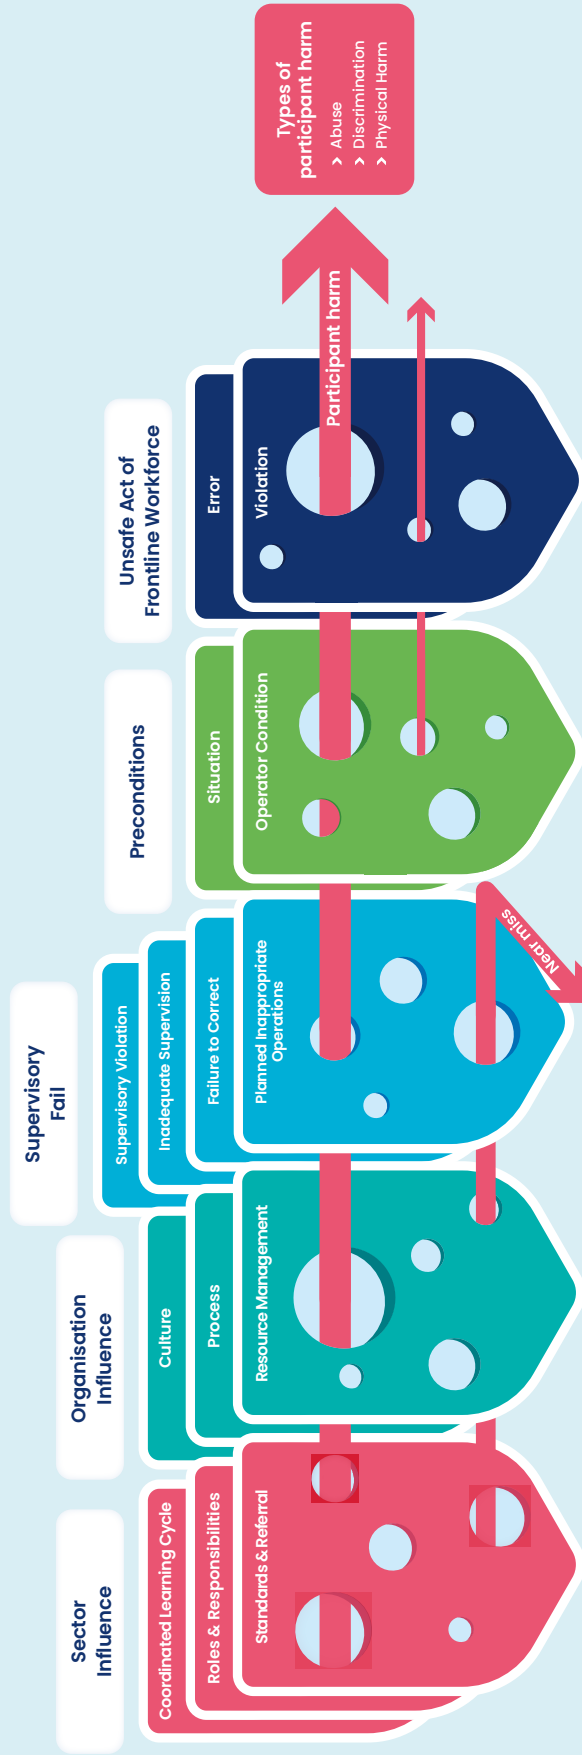 Sector
Influence
Coordinated Learning Cycle
Roles & Responsibilities
Standards & Referral
Organisation
Influence
Culture
Process
Resource Management
Supervisory
Fail
Supervisory Violation
Inadequate Supervision
Failure to Correct
Planned Inappropriate
Operations
Near miss
Preconditions
Situation
Operator Condition
Unsafe Act of
Frontline Workforce
Error
Violation
Participant harm
Types of
participant harm
Abuse
Discrimination
Physical Harm